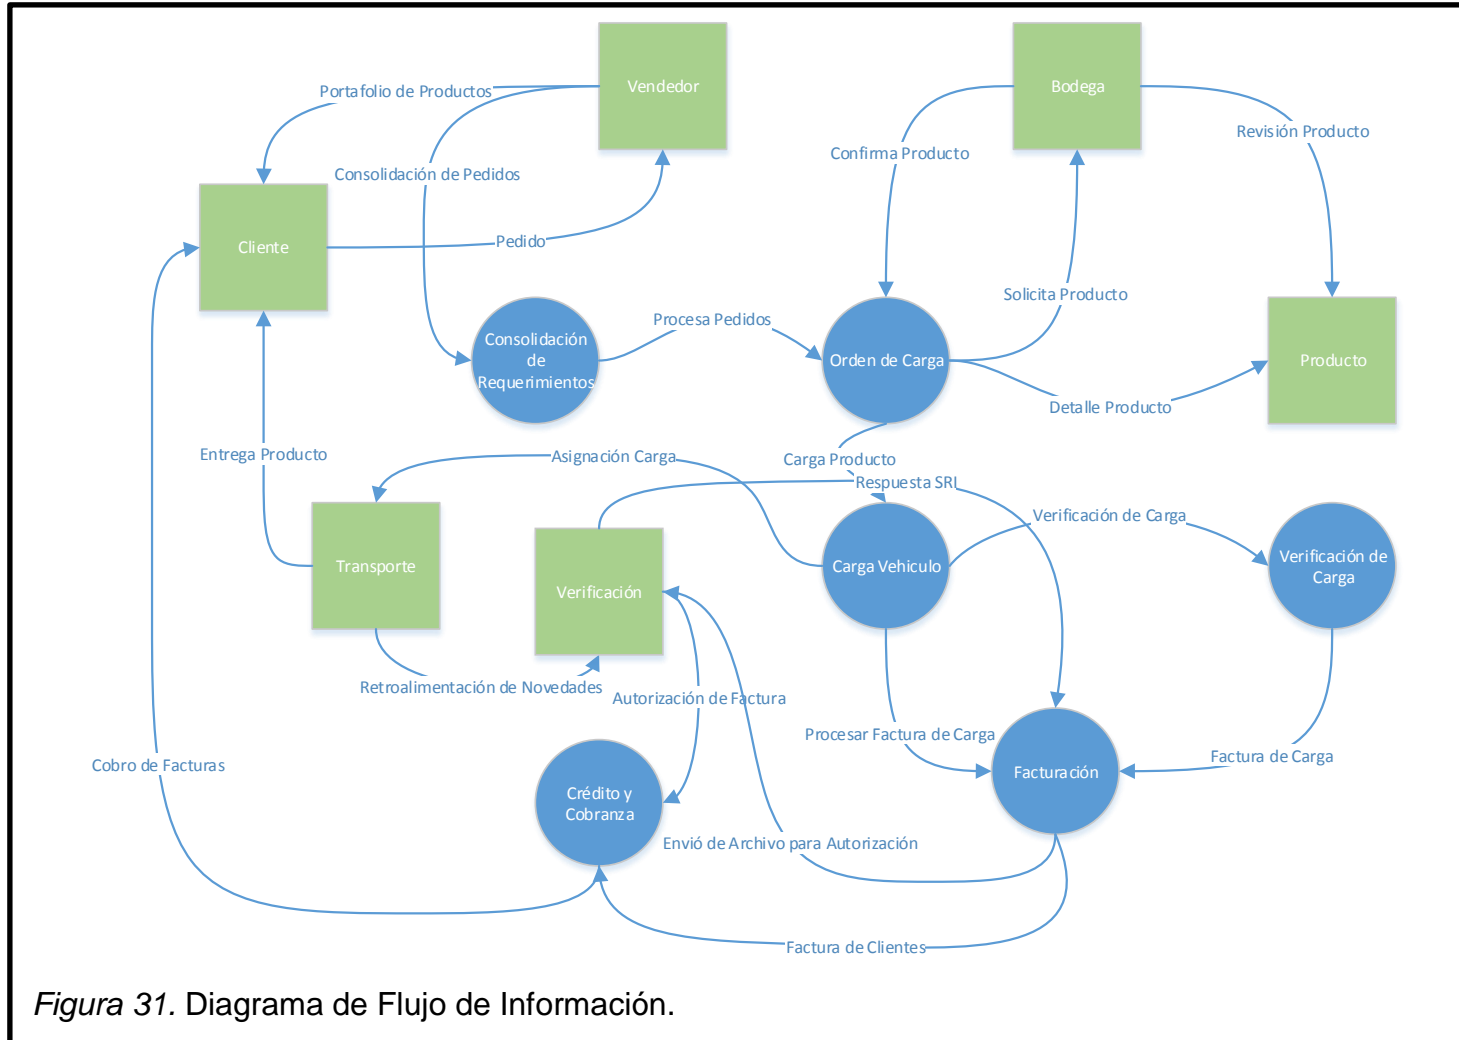 Vendedor
Bodega
Portafolio de Productos
Revisión Producto
Confirma Producto
Consolidación de Pedidos
Cliente
Pedido
Solicita Producto
Procesa Pedidos
Consolidación
de
Requerimientos
Orden de Carga
Producto
Detalle Producto
Entrega Producto
Asignación Carga
Carga Producto
Respuesta SRI
Verificación de Carga
Transporte
Verificación
Carga Vehiculo
Verificación de
Carga
Retroalimentación de Novedades
Autorización de Factura
Procesar Factura de Carga
Factura de Carga
Cobro de Facturas
Facturación
Crédito y
Cobranza
Envió de Archivo para Autorización
Factura de Clientes
Figura 31. Diagrama de Flujo de Información.